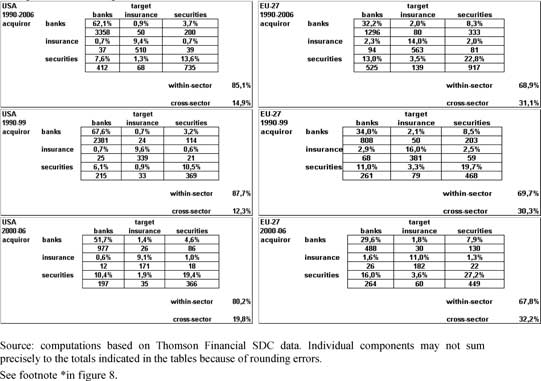 USA target
1990-2006 banks insurance securities
acquiror banks 62,1% 0,9% 3,7%
3358 50 200
insurance 0,7% 9,4% 0,7%
37 510 39
securities 7,6% 1,3% 13,6%
412 68 735
within-sector 85,1%
cross-sector 14,9%
EU-27 target
1990-2006 banks insurance securities
acquiror banks 32,2% 2,0% 8,3%
1296 80 333
insurance 2,3% 14,0% 2,0%
94 563 81
securities 13,0% 3,5% 22,8%
525 139 917
within-sector 68,9%
cross-sector 31,1%
USA target
1990-99 banks insurance securities
acquiror banks 67,6% 0,7% 3,2%
2381 24 114
insurance 0,7% 9,6% 0,6%
25 339 21
securities 6,1% 0,9% 10,5%
215 33 369
within-sector 87,7%
cross-sector 12,3%
EU-27 target
1990-99 banks insurance securities
acquiror banks 34,0% 2,1% 8,5%
808 50 203
insurance 2,9% 16,0% 2,5%
68 381 59
securities 11,0% 3,3% 19,7%
261 79 468
within-sector 69,7%
cross-sector 30,3%
USA target
2000-06 banks insurance securities
acquiror banks 51,7% 1,4% 4,6%
977 26 86
insurance 0,6% 9,1% 1,0%
12 171 18
securities 10,4% 1,9% 19,4%
197 35 366
within-sector 80,2%
cross-sector 19,8%
EU-27 target
2000-06 banks insurance securities
acquiror banks 29,6% 1,8% 7,9%
488 30 130
insurance 1,6% 11,0% 1,3%
26 182 22
securities 16,0% 3,6% 27,2%
264 60 449
within-sector 67,8%
cross-sector 32,2%
Source: computations based on Thomson Financial SDC data. Individual components may not sum
precisely to the totals indicated in the tables because of rounding errors.
See footnote *in figure 8.